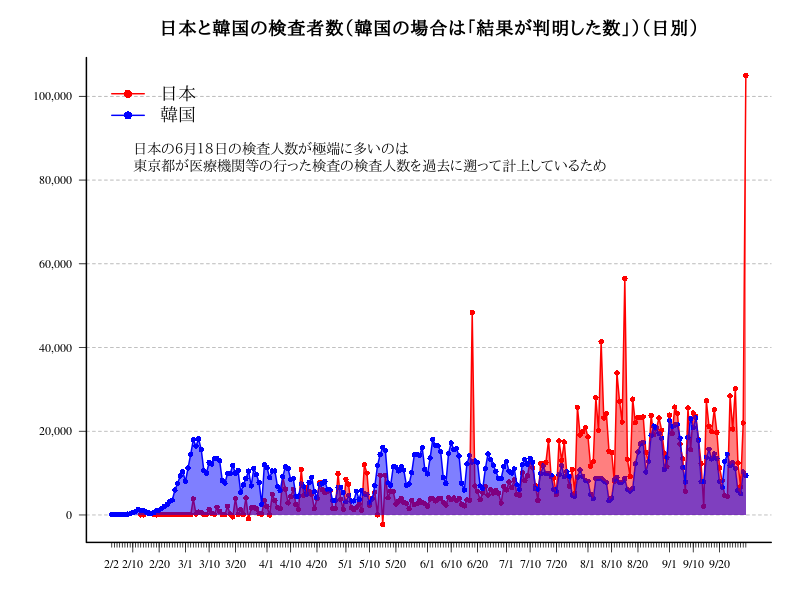 日本と韓国の検査者数(韓国の場合は「結果が判明した数」)(日別)
100,000
80,000
60,000
40,000
20,000
0
日本
韓国
日本の6月18日の検査人数が極端に多いのは
東京都が医療機関等の行った検査の検査人数を過去に遡って計上しているため
2/2 2/10 2/20 3/1 3/10 3/20 4/1 4/10 4/20 5/1 5/10 5/20 6/1 6/10 6/20 7/1 7/10 7/20 8/1 8/10 8/20 9/1 9/10 9/20